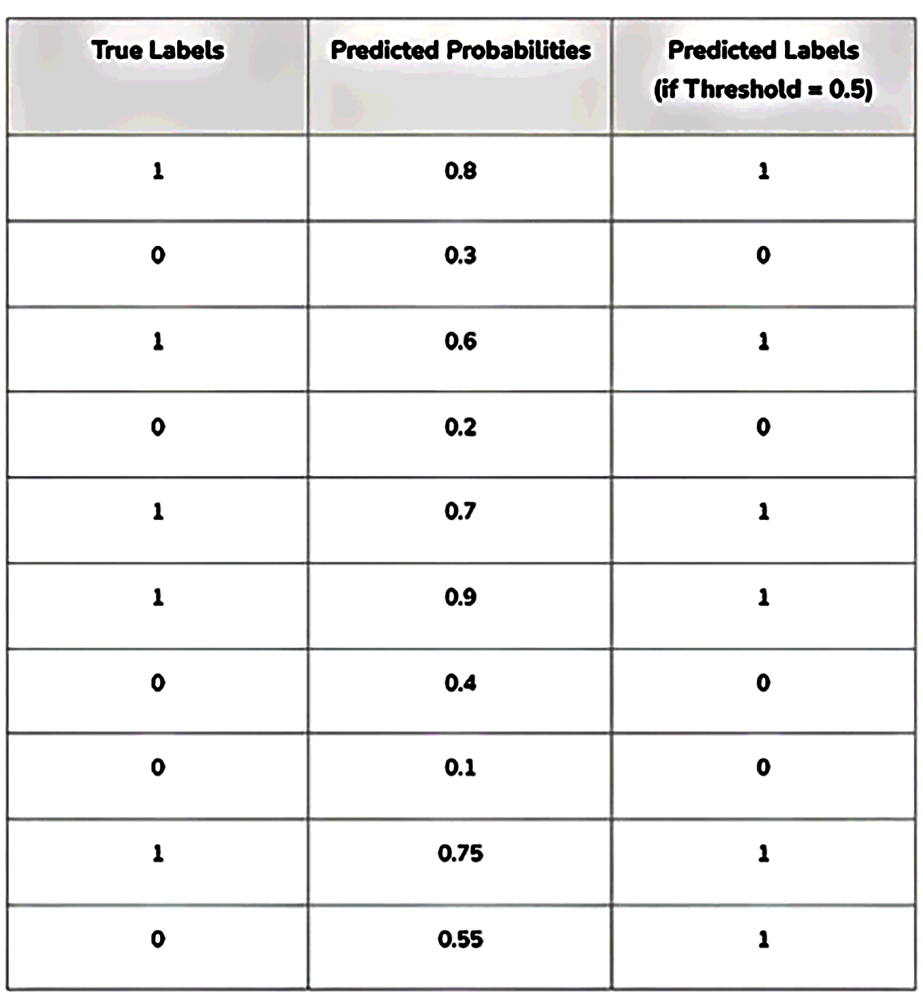 True Labels Predicted Probabilities Predicted Labels
(if Threshold = 0.5)
1 0.8 1
0 0.3 0
1 0.6 1
0 0.2 0
1 0.7 1
1 0.9 1
0 0.4 0
0 0.1 0
1 0.75 1
0 0.55 1